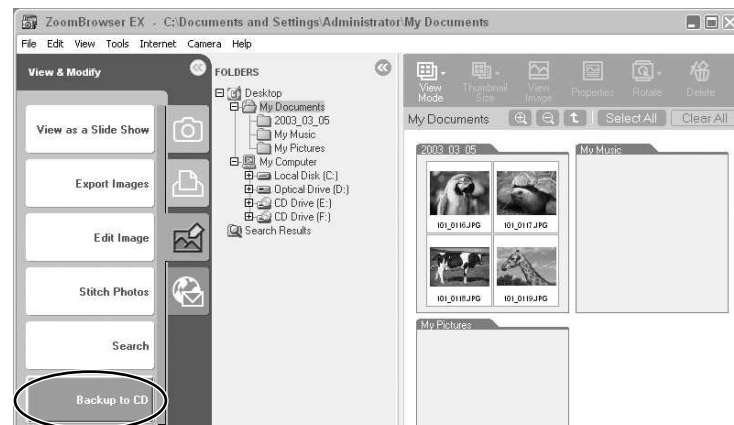 ZoomBrowser EX - C:\Documents and Settings\Administrator\My Documents
File Edit View Tools Internet Camera Help
View & Modify
View as a Slide Show
Export Images
Edit Image
Stitch Photos
Search
Backup to CD
FOLDERS
Desktop
My Documents
2003_03_05
My Music
My Pictures
My Computer
Local Disk (C:)
Optical Drive (D:)
CD Drive (E:)
CD Drive (F:)
Search Results
View Mode
Thumbnail Size
View Image
Properties
Rotate
Delete
My Documents
Select All
Clear All
2003_03_05
My Music
101_0116.JPG
101_0117.JPG
101_0118.JPG
101_0119.JPG
My Pictures